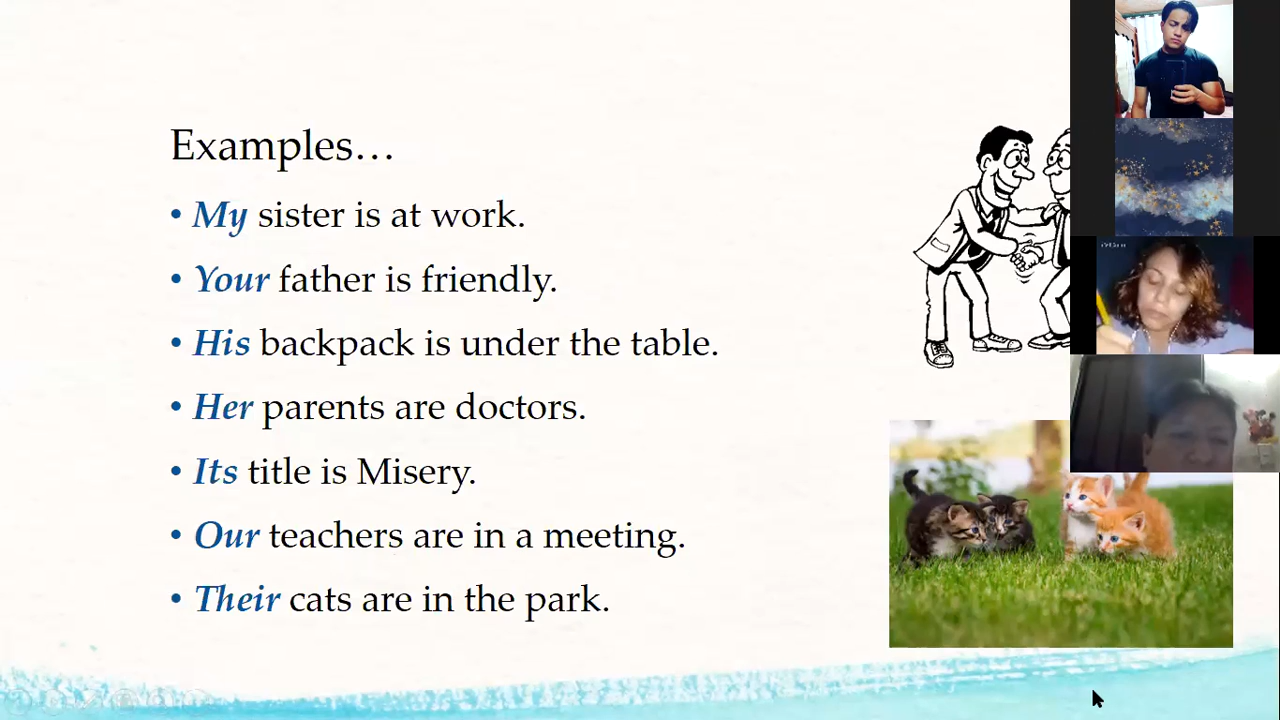 Examples…
• My sister is at work.
• Your father is friendly.
• His backpack is under the table.
• Her parents are doctors.
• Its title is Misery.
• Our teachers are in a meeting.
• Their cats are in the park.